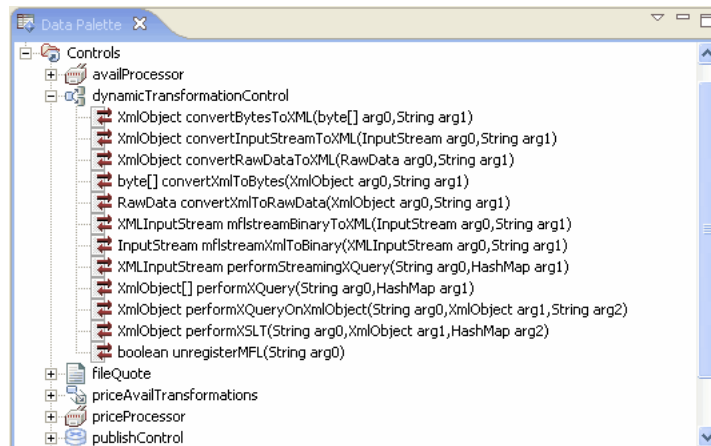 Data Palette
Controls
availProcessor
dynamicTransformationControl
XmlObject convertBytesToXML(byte[] arg0,String arg1)
XmlObject convertInputStreamToXML(InputStream arg0,String arg1)
XmlObject convertRawDataToXML(RawData arg0,String arg1)
byte[] convertXmlToBytes(XmlObject arg0,String arg1)
RawData convertXmlToRawData(XmlObject arg0,String arg1)
XMLInputStream mflstreamBinaryToXML(InputStream arg0,String arg1)
InputStream mflstreamXmlToBinary(XMLInputStream arg0,String arg1)
XMLInputStream performStreamingXQuery(String arg0,HashMap arg1)
XmlObject[] performXQuery(String arg0,HashMap arg1)
XmlObject performXQueryOnXmlObject(String arg0,XmlObject arg1,String arg2)
XmlObject performXSLT(String arg0,XmlObject arg1,HashMap arg2)
boolean unregisterMFL(String arg0)
fileQuote
priceAvailTransformations
priceProcessor
publishControl